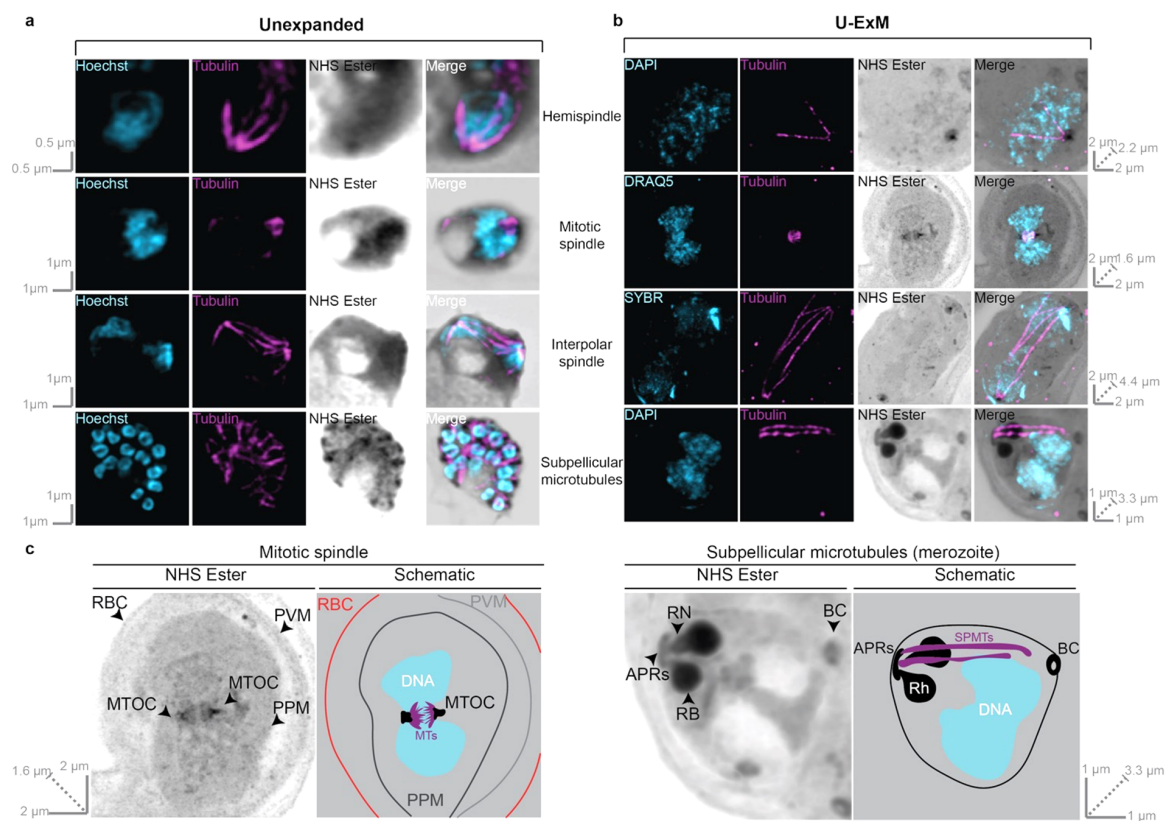 a
Unexpanded
Hoechst
Tubulin
NHS Ester
Merge
0.5 µm
0.5 µm
Hemispindle
Hoechst
Tubulin
NHS Ester
Merge
1µm
1µm
Mitotic
spindle
Hoechst
Tubulin
NHS Ester
Merge
1µm
1µm
Interpolar
spindle
Hoechst
Tubulin
NHS Ester
Merge
1µm
1µm
Subpellicular
microtubules
b
U-ExM
DAPI
Tubulin
NHS Ester
Merge
2 µm
2.2 µm
2 µm
DRAQ5
Tubulin
NHS Ester
Merge
2 µm
1.6 µm
2 µm
SYBR
Tubulin
NHS Ester
Merge
2 µm
4.4 µm
2 µm
DAPI
Tubulin
NHS Ester
Merge
1 µm
3.3 µm
1 µm
c
Mitotic spindle
NHS Ester
Schematic
RBC
PVM
MTOC
MTOC
PPM
1.6 µm
2 µm
2 µm
RBC
PVM
DNA
MTOC
MTs
PPM
Subpellicular microtubules (merozoite)
NHS Ester
Schematic
RN
BC
APRs
RB
APRs
SPMTs
BC
Rh
DNA
1 µm
3.3 µm
1 µm